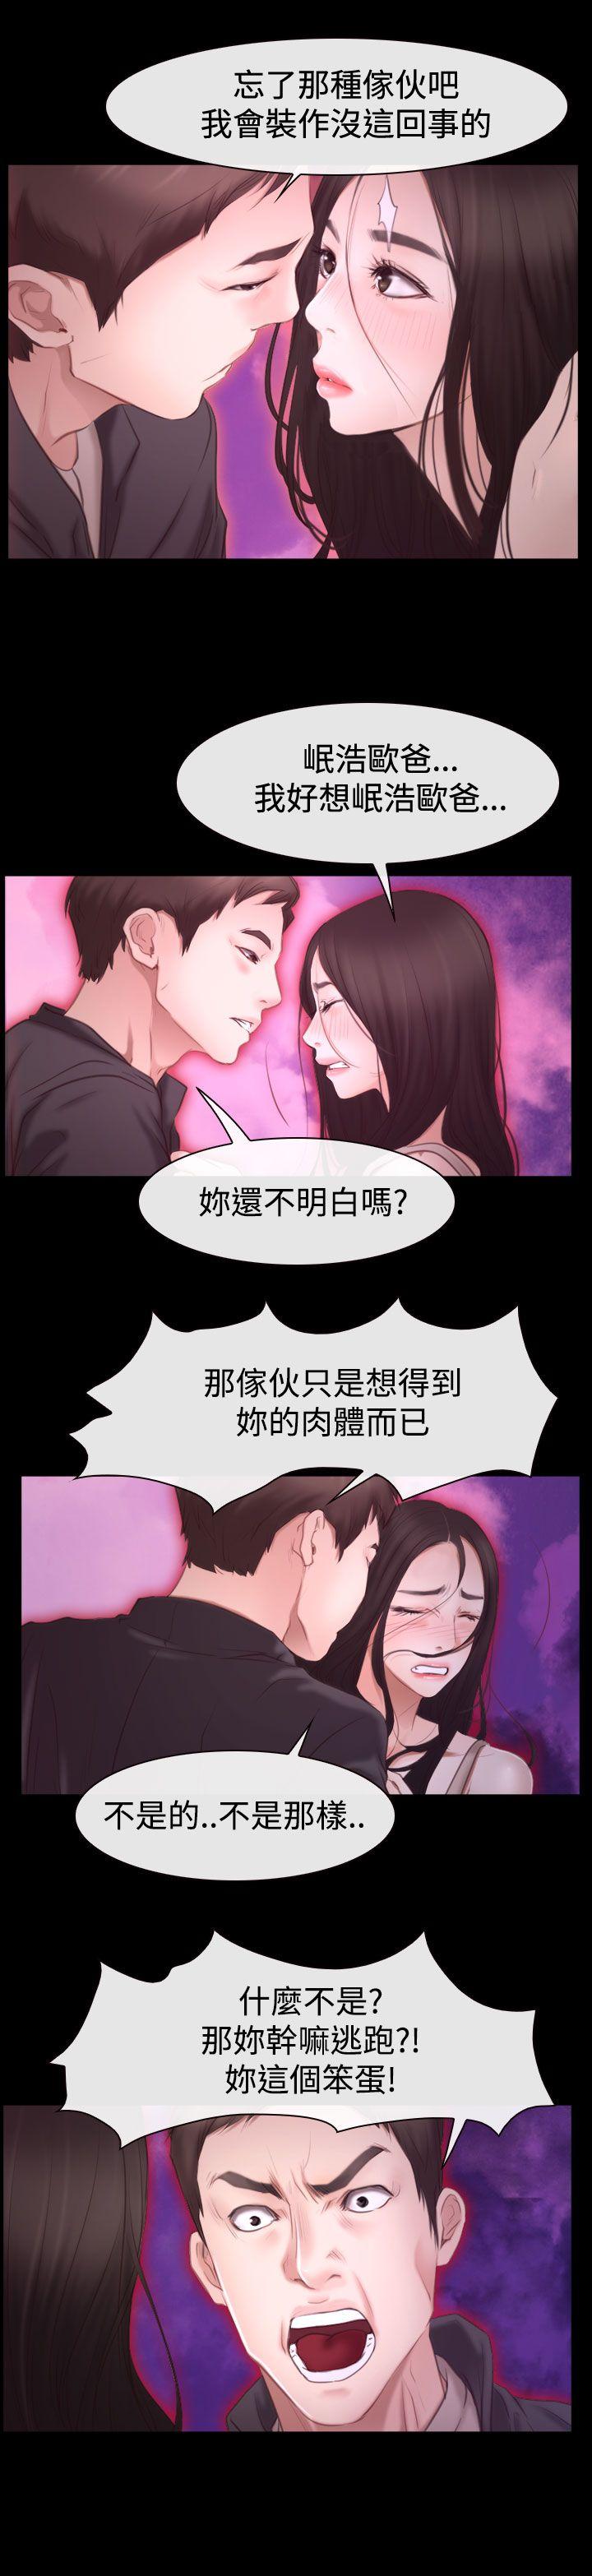 忘了那種傢伙吧
我會裝作沒這回事的
岷浩歐爸...
我好想岷浩歐爸...
妳還不明白嗎?
那傢伙只是想得到
妳的肉體而已
不是的..不是那樣..
什麼不是?
那妳幹嘛逃跑?!
妳這個笨蛋!